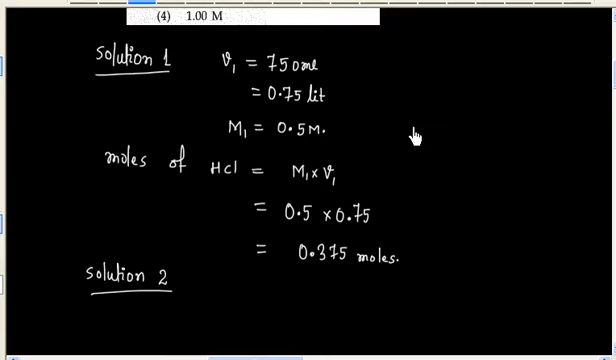 (4) 1.00 M
Solution 1
V₁ = 750ml
= 0.75 lit
M₁ = 0.5M.
moles of HCl = M₁ x V₁
= 0.5 x 0.75
= 0.375 moles.
Solution 2